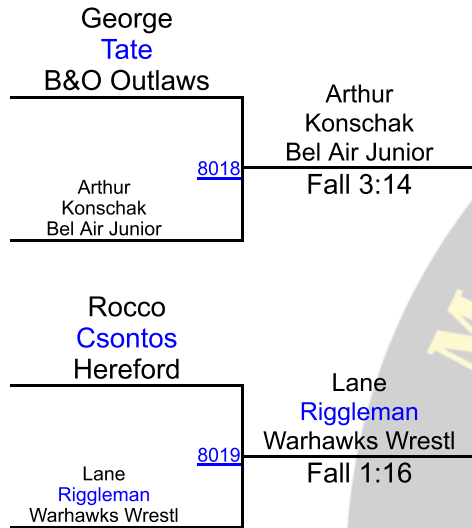 George
Tate
B&O Outlaws
Arthur
Konschak
Bel Air Junior
8018
Fall 3:14
Arthur
Konschak
Bel Air Junior
Rocco
Csontos
Hereford
Lane
Riggleman
Warhawks Wrestl
8019
Fall 1:16
Lane
Riggleman
Warhawks Wrestl
M